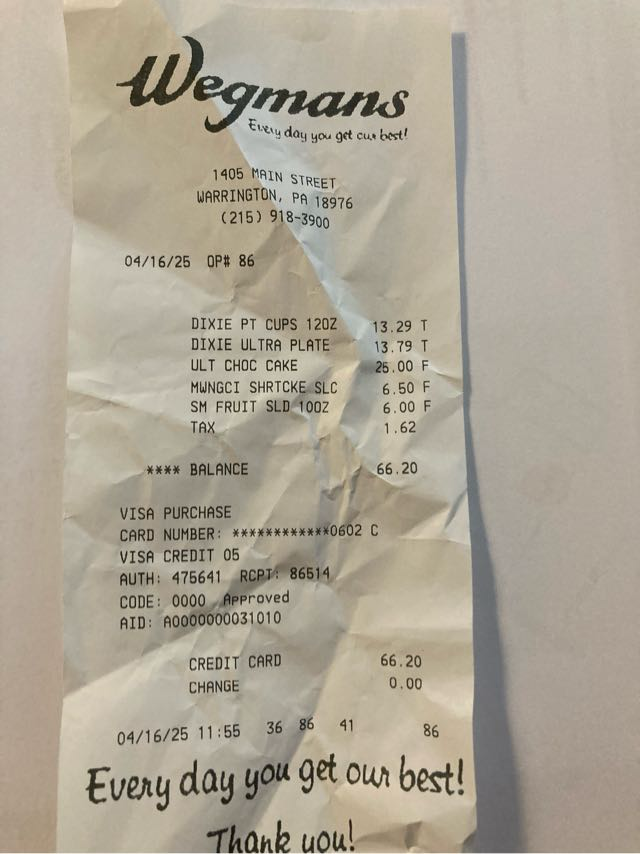 Wegmans
Every day you get our best!
1405 MAIN STREET
WARRINGTON, PA 18976
(215) 918-3900
04/16/25 OP# 86
DIXIE PT CUPS 12OZ 13.29 T
DIXIE ULTRA PLATE 13.79 T
ULT CHOC CAKE 25.00 F
MWNGCI SHRTCKE SLC 6.50 F
SM FRUIT SLD 10OZ 6.00 F
TAX 1.62
**** BALANCE 66.20
VISA PURCHASE
CARD NUMBER: ************0602 C
VISA CREDIT 05
AUTH: 475641 RCPT: 86514
CODE: 0000 Approved
AID: A0000000031010
CREDIT CARD 66.20
CHANGE 0.00
04/16/25 11:55 36 86 41 86
Every day you get our best!
Thank you!